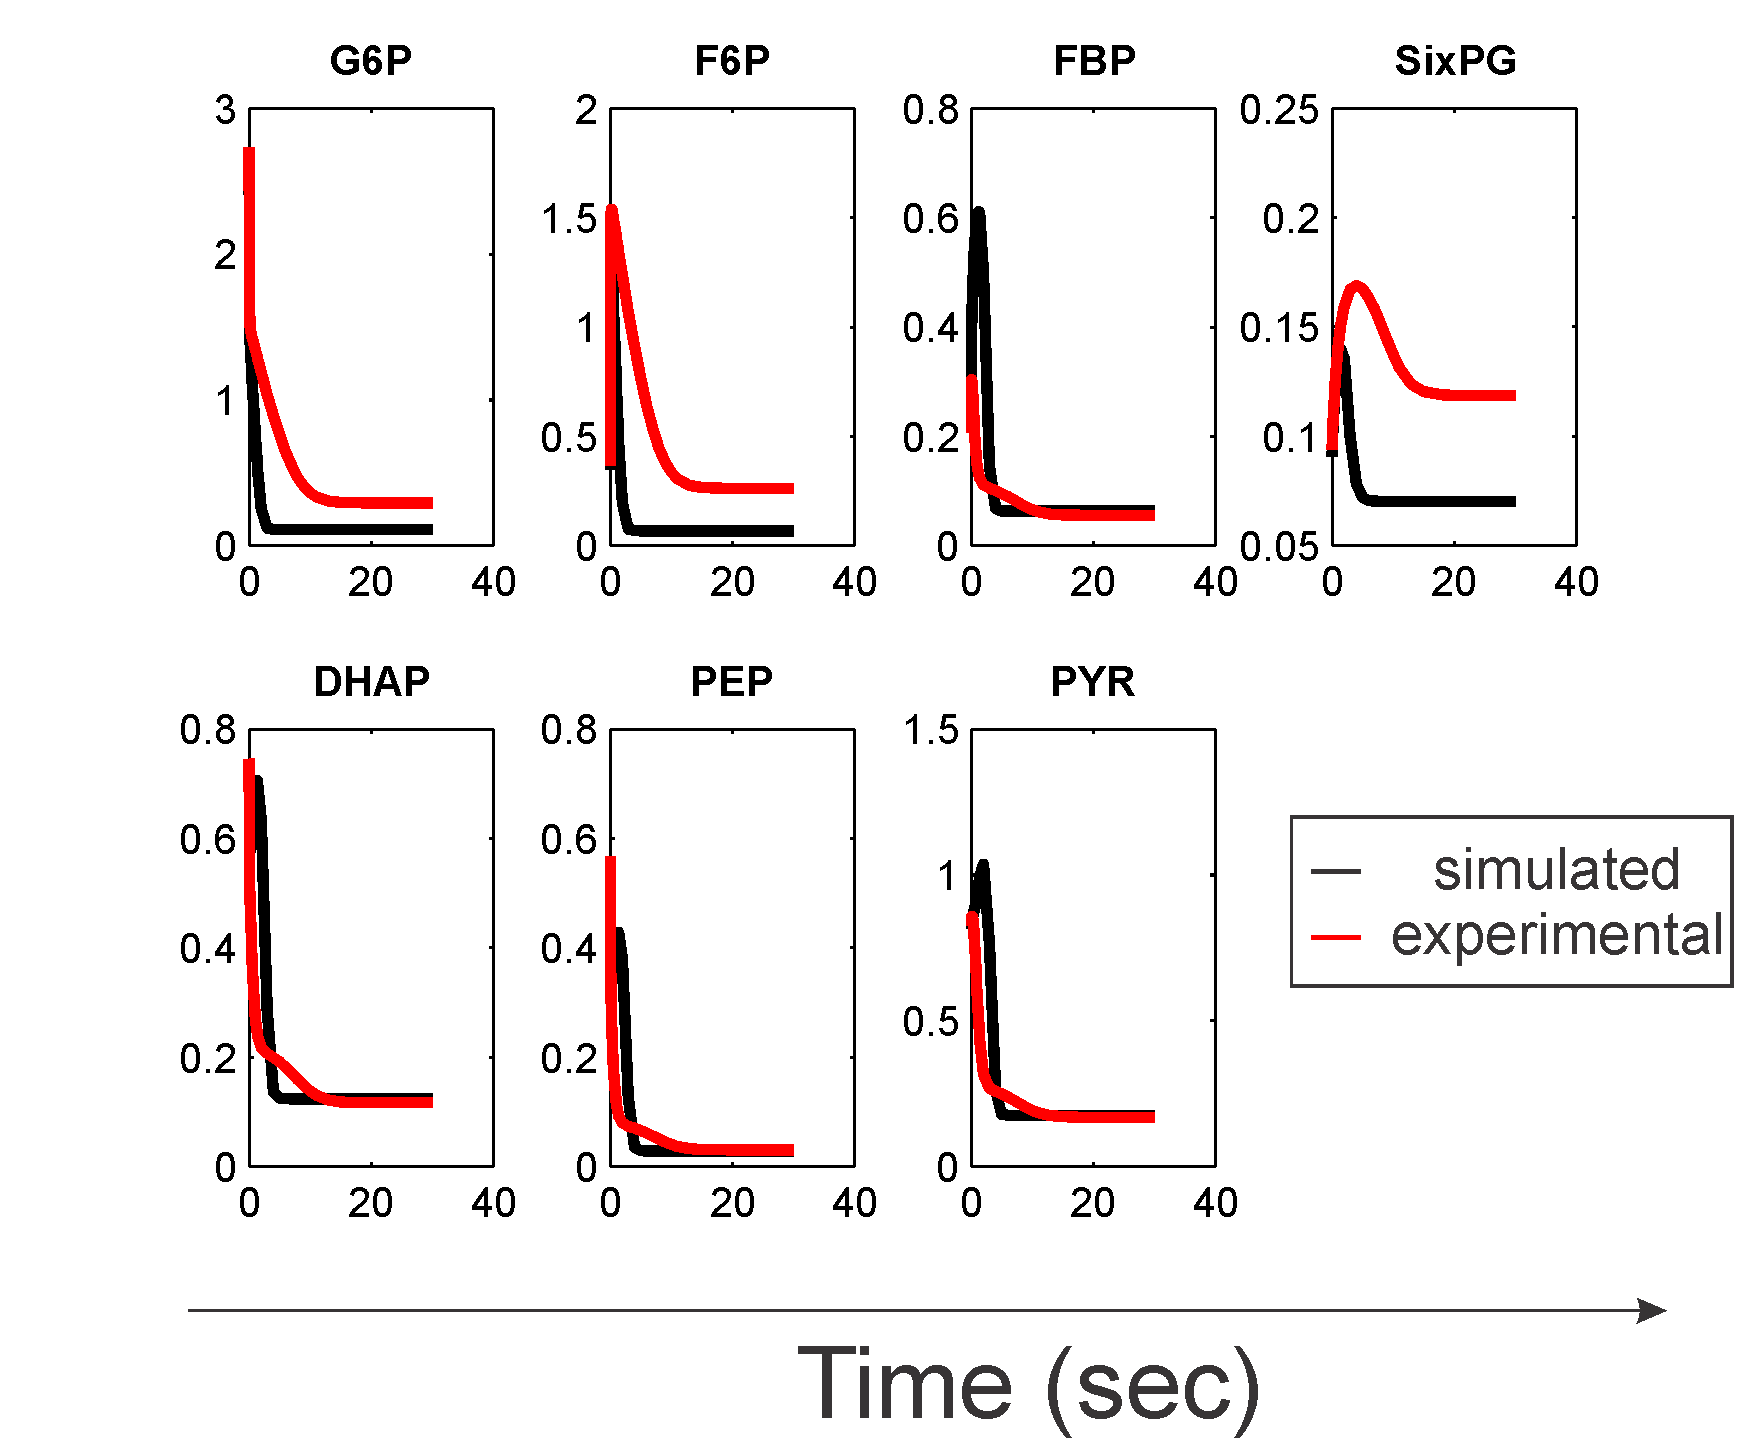 G6P F6P FBP SixPG
3 2 0.8 0.25
2 1.5 0.6 0.2
1 1 0.4 0.15
0.5 0.2 0.1
0 0 0 0.05
0 20 40 0 20 40 0 20 40 0 20 40
DHAP PEP PYR
0.8 0.8 1.5
0.6 0.6 1
0.4 0.4 0.5
0.2 0.2
0 0 0
0 20 40 0 20 40 0 20 40
simulated
experimental
Time (sec)